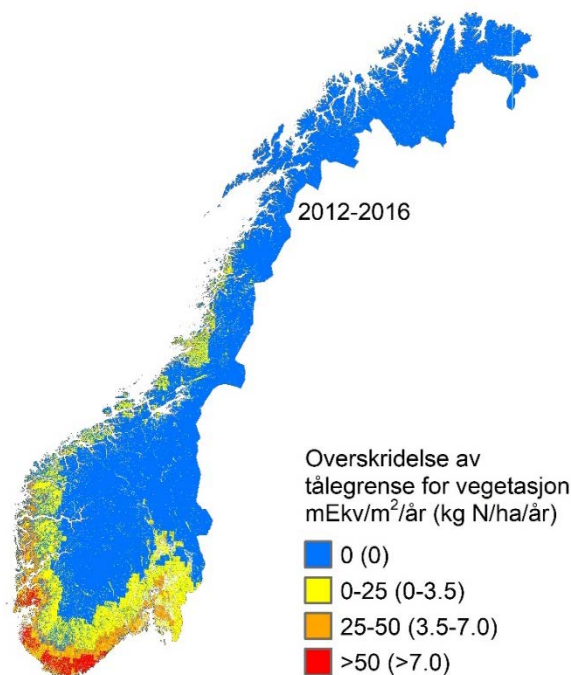 2012-2016
Overskridelse av
tålegrense for vegetasjon
mEkv/m²/år (kg N/ha/år)
0 (0)
0-25 (0-3.5)
25-50 (3.5-7.0)
>50 (>7.0)